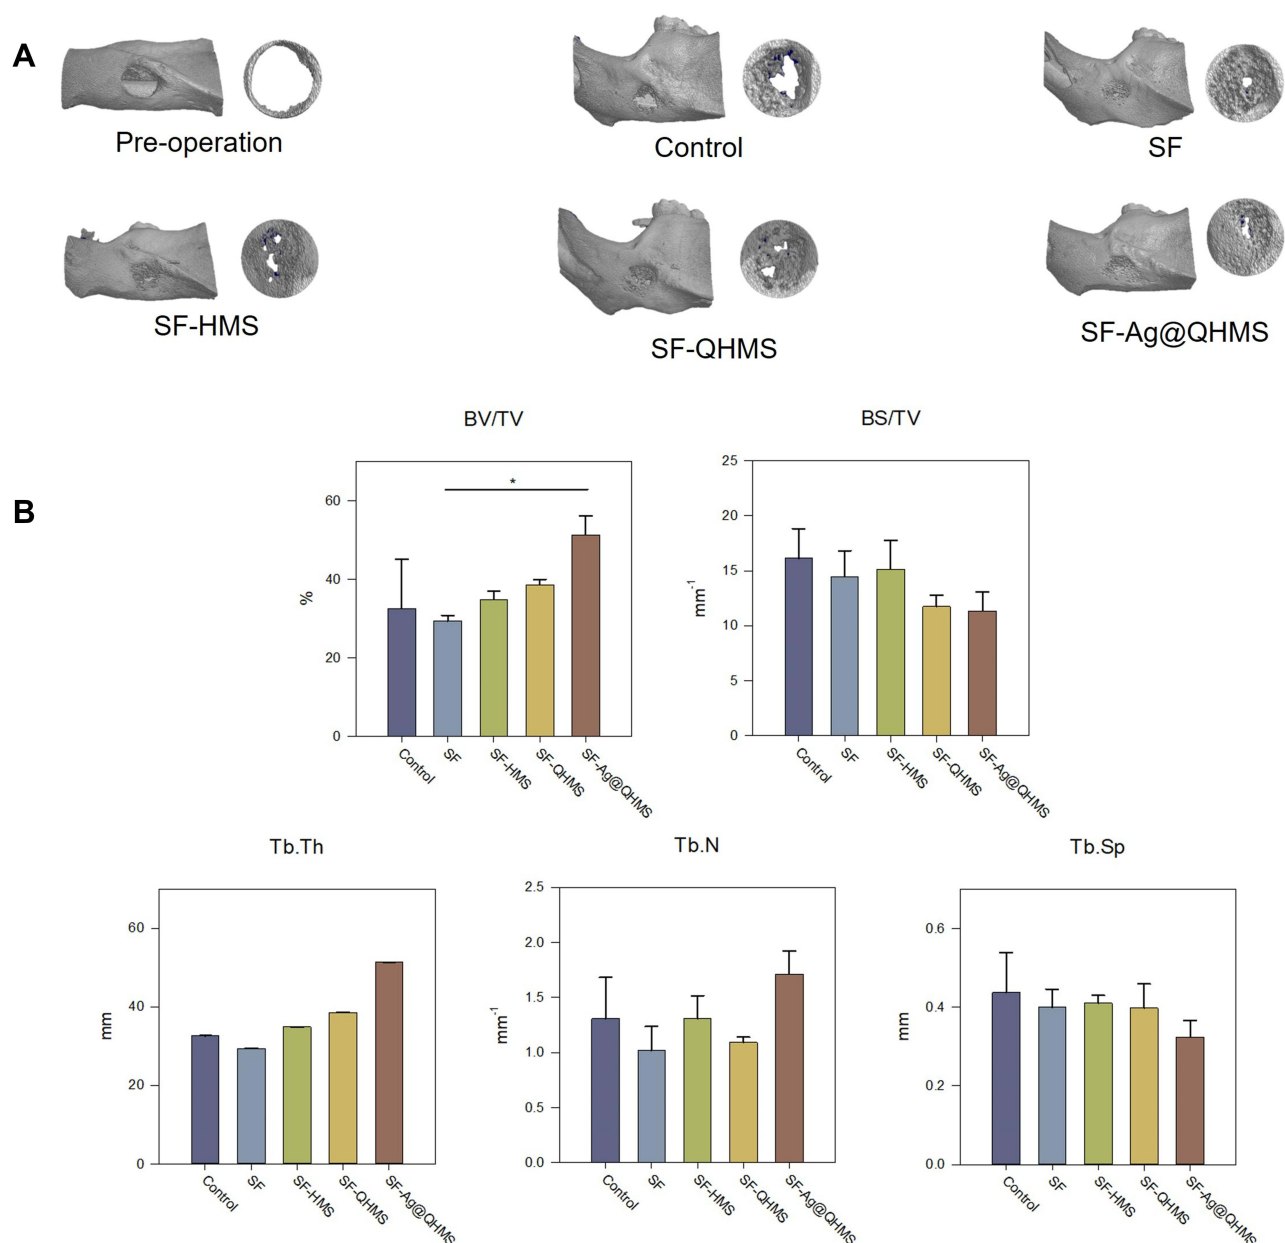 A
Pre-operation
Control
SF
SF-HMS
SF-QHMS
SF-Ag@QHMS
B
BV/TV
%
60
40
20
0
*
Control
SF
SF-HMS
SF-QHMS
SF-Ag@QHMS
BS/TV
mm⁻¹
25
20
15
10
5
0
Control
SF
SF-HMS
SF-QHMS
SF-Ag@QHMS
Tb.Th
mm
60
40
20
0
Control
SF
SF-HMS
SF-QHMS
SF-Ag@QHMS
Tb.N
mm⁻¹
2.5
2.0
1.5
1.0
0.5
0.0
Control
SF
SF-HMS
SF-QHMS
SF-Ag@QHMS
Tb.Sp
mm
0.6
0.4
0.2
0.0
Control
SF
SF-HMS
SF-QHMS
SF-Ag@QHMS